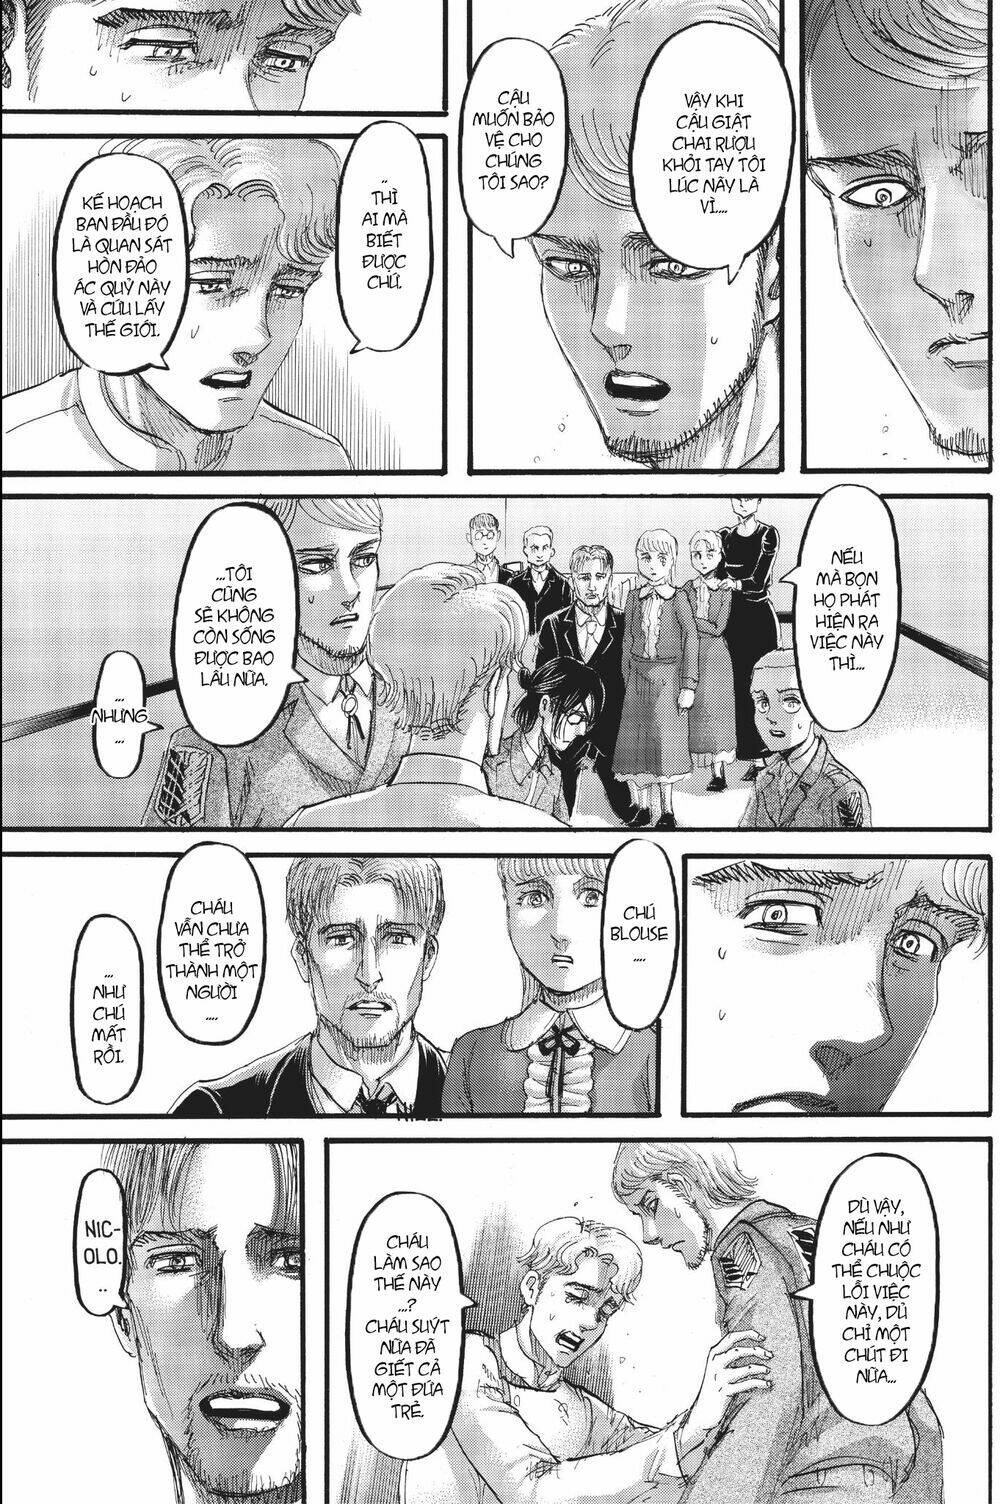 VẬY KHI
CẬU GIẬT
CHAI RƯỢU
KHỎI TAY TÔI
LÚC NÃY LÀ
VÌ....
CẬU
MUỐN BẢO
VỆ CHO
CHÚNG
TÔI SAO?
..
THÌ
AI MÀ
BIẾT
ĐƯỢC
CHỨ.
KẾ HOẠCH
BAN ĐẦU ĐÓ
LÀ QUAN SÁT
HÒN ĐẢO
ÁC QUỶ NÀY
VÀ CỨU LẤY
THẾ GIỚI.
NẾU
MÀ BỌN
HỌ PHÁT
HIỆN RA
VIỆC NÀY
THÌ...
...TÔI
CŨNG
SẼ KHÔNG
CÒN SỐNG
ĐƯỢC BAO
LÂU NỮA.
...
NHƯNG
...
CHÚ
BLOUSE
....
CHÁU
VẪN CHƯA
THỂ TRỞ
THÀNH MỘT
NGƯỜI
....
...
NHƯ
CHÚ
MẤT
RỒI.
DÙ VẬY,
NẾU NHƯ
CHÁU CÓ
THỂ CHUỘC
LỖI VIỆC
NÀY, DÙ
CHỈ MỘT
CHÚT ĐI
NỮA...
CHÁU
LÀM SAO
THẾ NÀY
...?
CHÁU SUÝT
NỮA ĐÃ
GIẾT CẢ
MỘT ĐỨA
TRẺ.
NIC-
OLO.
..